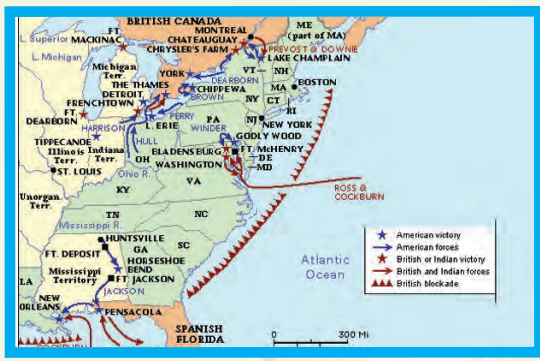 BRITISH CANADA
ME
(part of MA)
MONTREAL
CHATEAUGUAY
CHRYSLER'S FARM
PREVOST & DOWNIE
LAKE CHAMPLAIN
FT.
MACKINAC
L. Superior
L. Michigan
Michigan
Terr.
YORK
THE THAMES
DETROIT
FRENCHTOWN
FT.
DEARBORN
DEARBORN
CHIPPEWA
BROWN
VT
NH
MA
BOSTON
CT
RI
NY
HARRISON
L. ERIE
PERRY
HULL
TIPPECANOE
Illinois
Terr.
Indiana
Terr.
OH
PA
WINDER
NJ
NEW YORK
GODLY WOOD
FT. McHENRY
BLADENSBURG
WASHINGTON
DE
MD
ST. LOUIS
Ohio R.
VA
KY
ROSS &
COCKBURN
Unorgan
Terr.
TN
NC
Mississippi R.
HUNTSVILLE
GA
SC
FT. DEPOSIT
HORSESHOE
BEND
Mississippi
Territory
FT. JACKSON
JACKSON
LA
NEW
ORLEANS
PENSACOLA
SPANISH
FLORIDA
COCKBURN
Atlantic
Ocean
American victory
American forces
British or Indian victory
British and Indian forces
British blockade
0
300 Mi